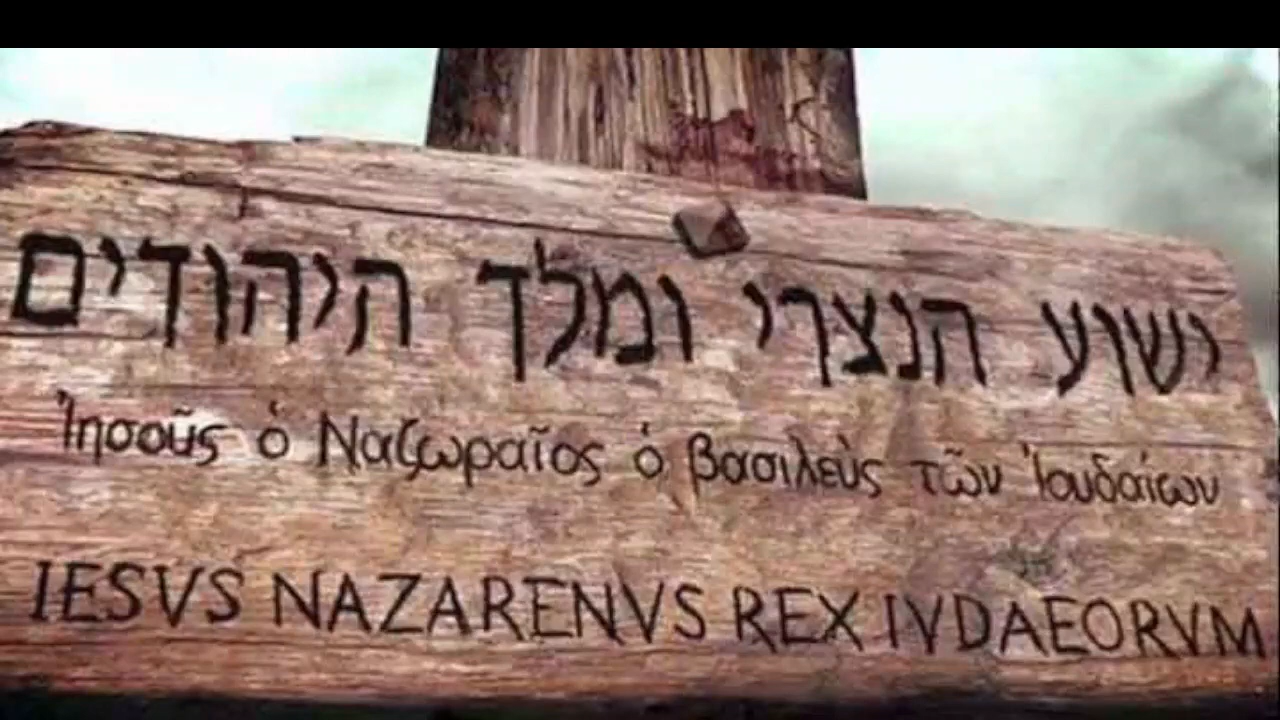 ישוע הנצרי ומלך היהודים
Ἰησοῦς ὁ Ναζωραῖος ὁ βασιλεὺς τῶν Ἰουδαίων
IESVS NAZARENVS REX IVDAEORVM